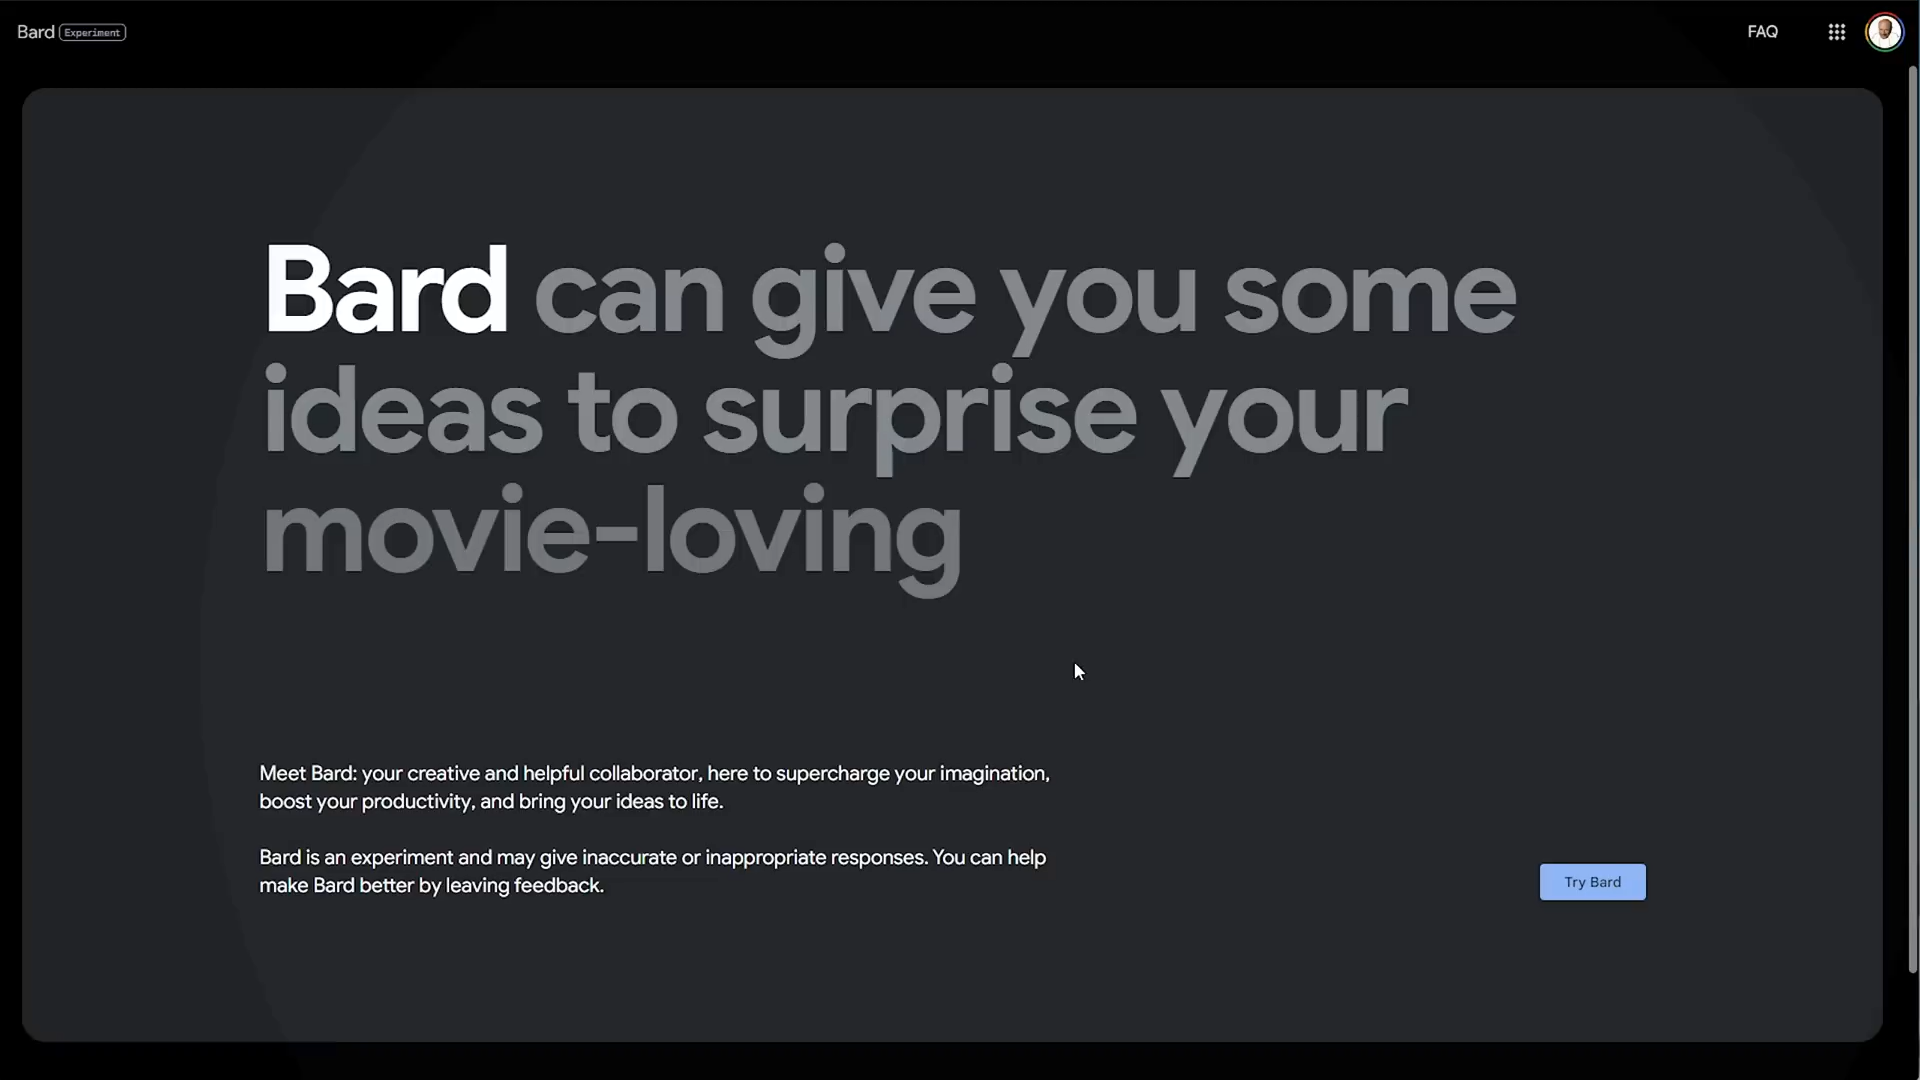 Bard Experiment
FAQ
Bard can give you some
ideas to surprise your
movie-loving
Meet Bard: your creative and helpful collaborator, here to supercharge your imagination,
boost your productivity, and bring your ideas to life.
Bard is an experiment and may give inaccurate or inappropriate responses. You can help
make Bard better by leaving feedback.
Try Bard